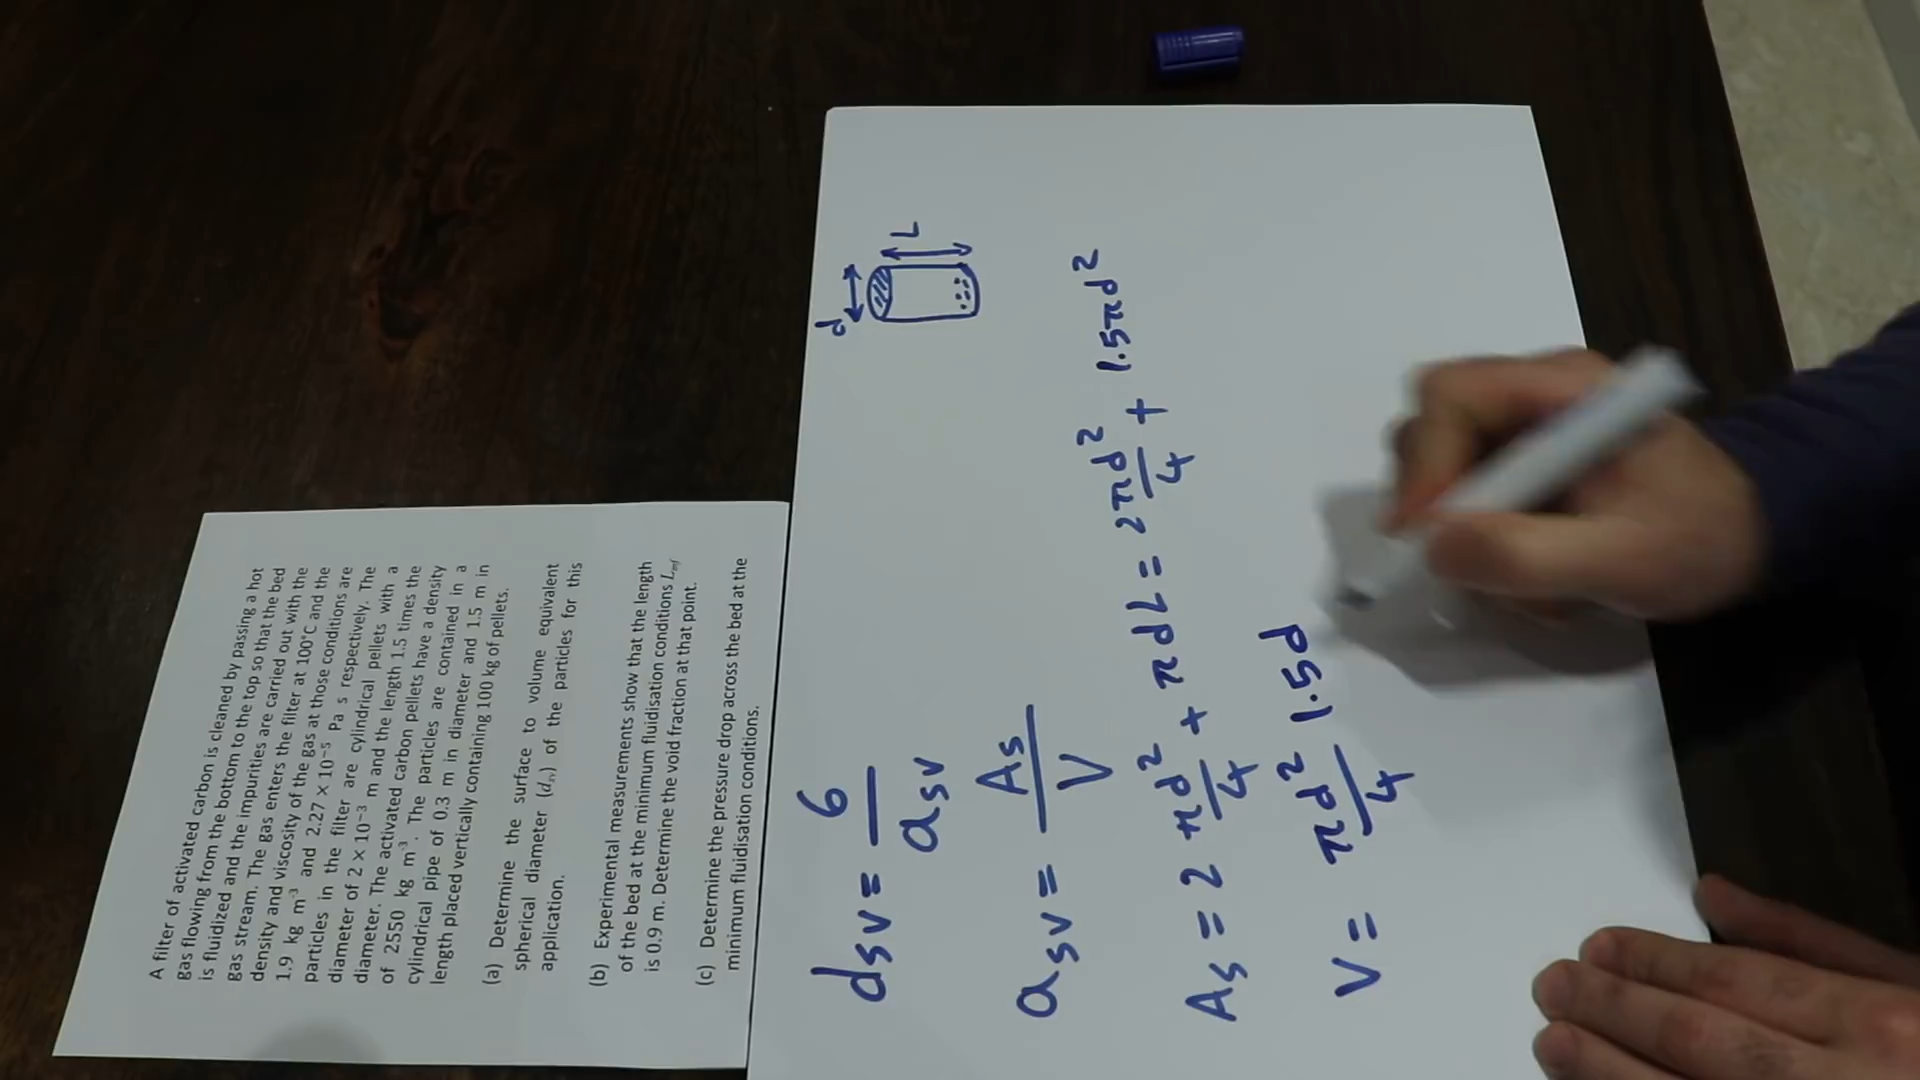 A filter of activated carbon is cleaned by passing a hot
gas flowing from the bottom to the top so that the bed
is fluidized and the impurities are carried out with the
gas stream. The gas enters the filter at 100°C and the
density and viscosity of the gas at those conditions are
1.9 kg m⁻³ and 2.27 × 10⁻⁵ Pa s respectively. The
particles in the filter are cylindrical pellets with a
diameter of 2 × 10⁻³ m and the length 1.5 times the
diameter. The activated carbon pellets have a density
of 2550 kg m⁻³. The particles are contained in a
cylindrical pipe of 0.3 m in diameter and 1.5 m in
length placed vertically containing 100 kg of pellets.
(a) Determine the surface to volume equivalent
spherical diameter (dₛᵥ) of the particles for this
application.
(b) Experimental measurements show that the length
of the bed at the minimum fluidisation conditions L_mf
is 0.9 m. Determine the void fraction at that point.
(c) Determine the pressure drop across the bed at the
minimum fluidisation conditions.
d
L
dsv = 6/asv
asv = As/V
As = 2 πd²/4 + πdL = 2πd²/4 + 1.5πd²
V = πd²/4 1.5d